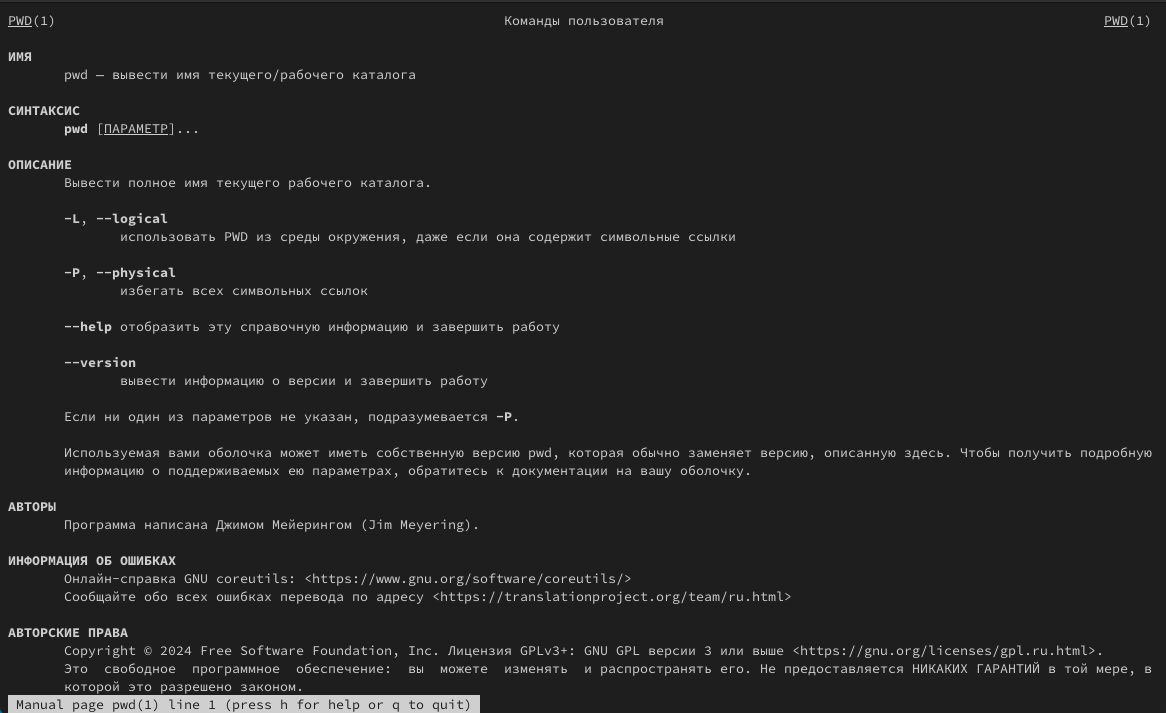 PWD(1) Команды пользователя PWD(1)
ИМЯ
pwd — вывести имя текущего/рабочего каталога
СИНТАКСИС
pwd [ПАРАМЕТР]...
ОПИСАНИЕ
Вывести полное имя текущего рабочего каталога.
-L, --logical
использовать PWD из среды окружения, даже если она содержит символьные ссылки
-P, --physical
избегать всех символьных ссылок
--help отобразить эту справочную информацию и завершить работу
--version
вывести информацию о версии и завершить работу
Если ни один из параметров не указан, подразумевается -P.
Используемая вами оболочка может иметь собственную версию pwd, которая обычно заменяет версию, описанную здесь. Чтобы получить подробную
информацию о поддерживаемых ею параметрах, обратитесь к документации на вашу оболочку.
АВТОРЫ
Программа написана Джимом Мейерингом (Jim Meyering).
ИНФОРМАЦИЯ ОБ ОШИБКАХ
Онлайн-справка GNU coreutils: <https://www.gnu.org/software/coreutils/>
Сообщайте обо всех ошибках перевода по адресу <https://translationproject.org/team/ru.html>
АВТОРСКИЕ ПРАВА
Copyright © 2024 Free Software Foundation, Inc. Лицензия GPLv3+: GNU GPL версии 3 или выше <https://gnu.org/licenses/gpl.ru.html>.
Это свободное программное обеспечение: вы можете изменять и распространять его. Не предоставляется НИКАКИХ ГАРАНТИЙ в той мере, в
которой это разрешено законом.
Manual page pwd(1) line 1 (press h for help or q to quit)